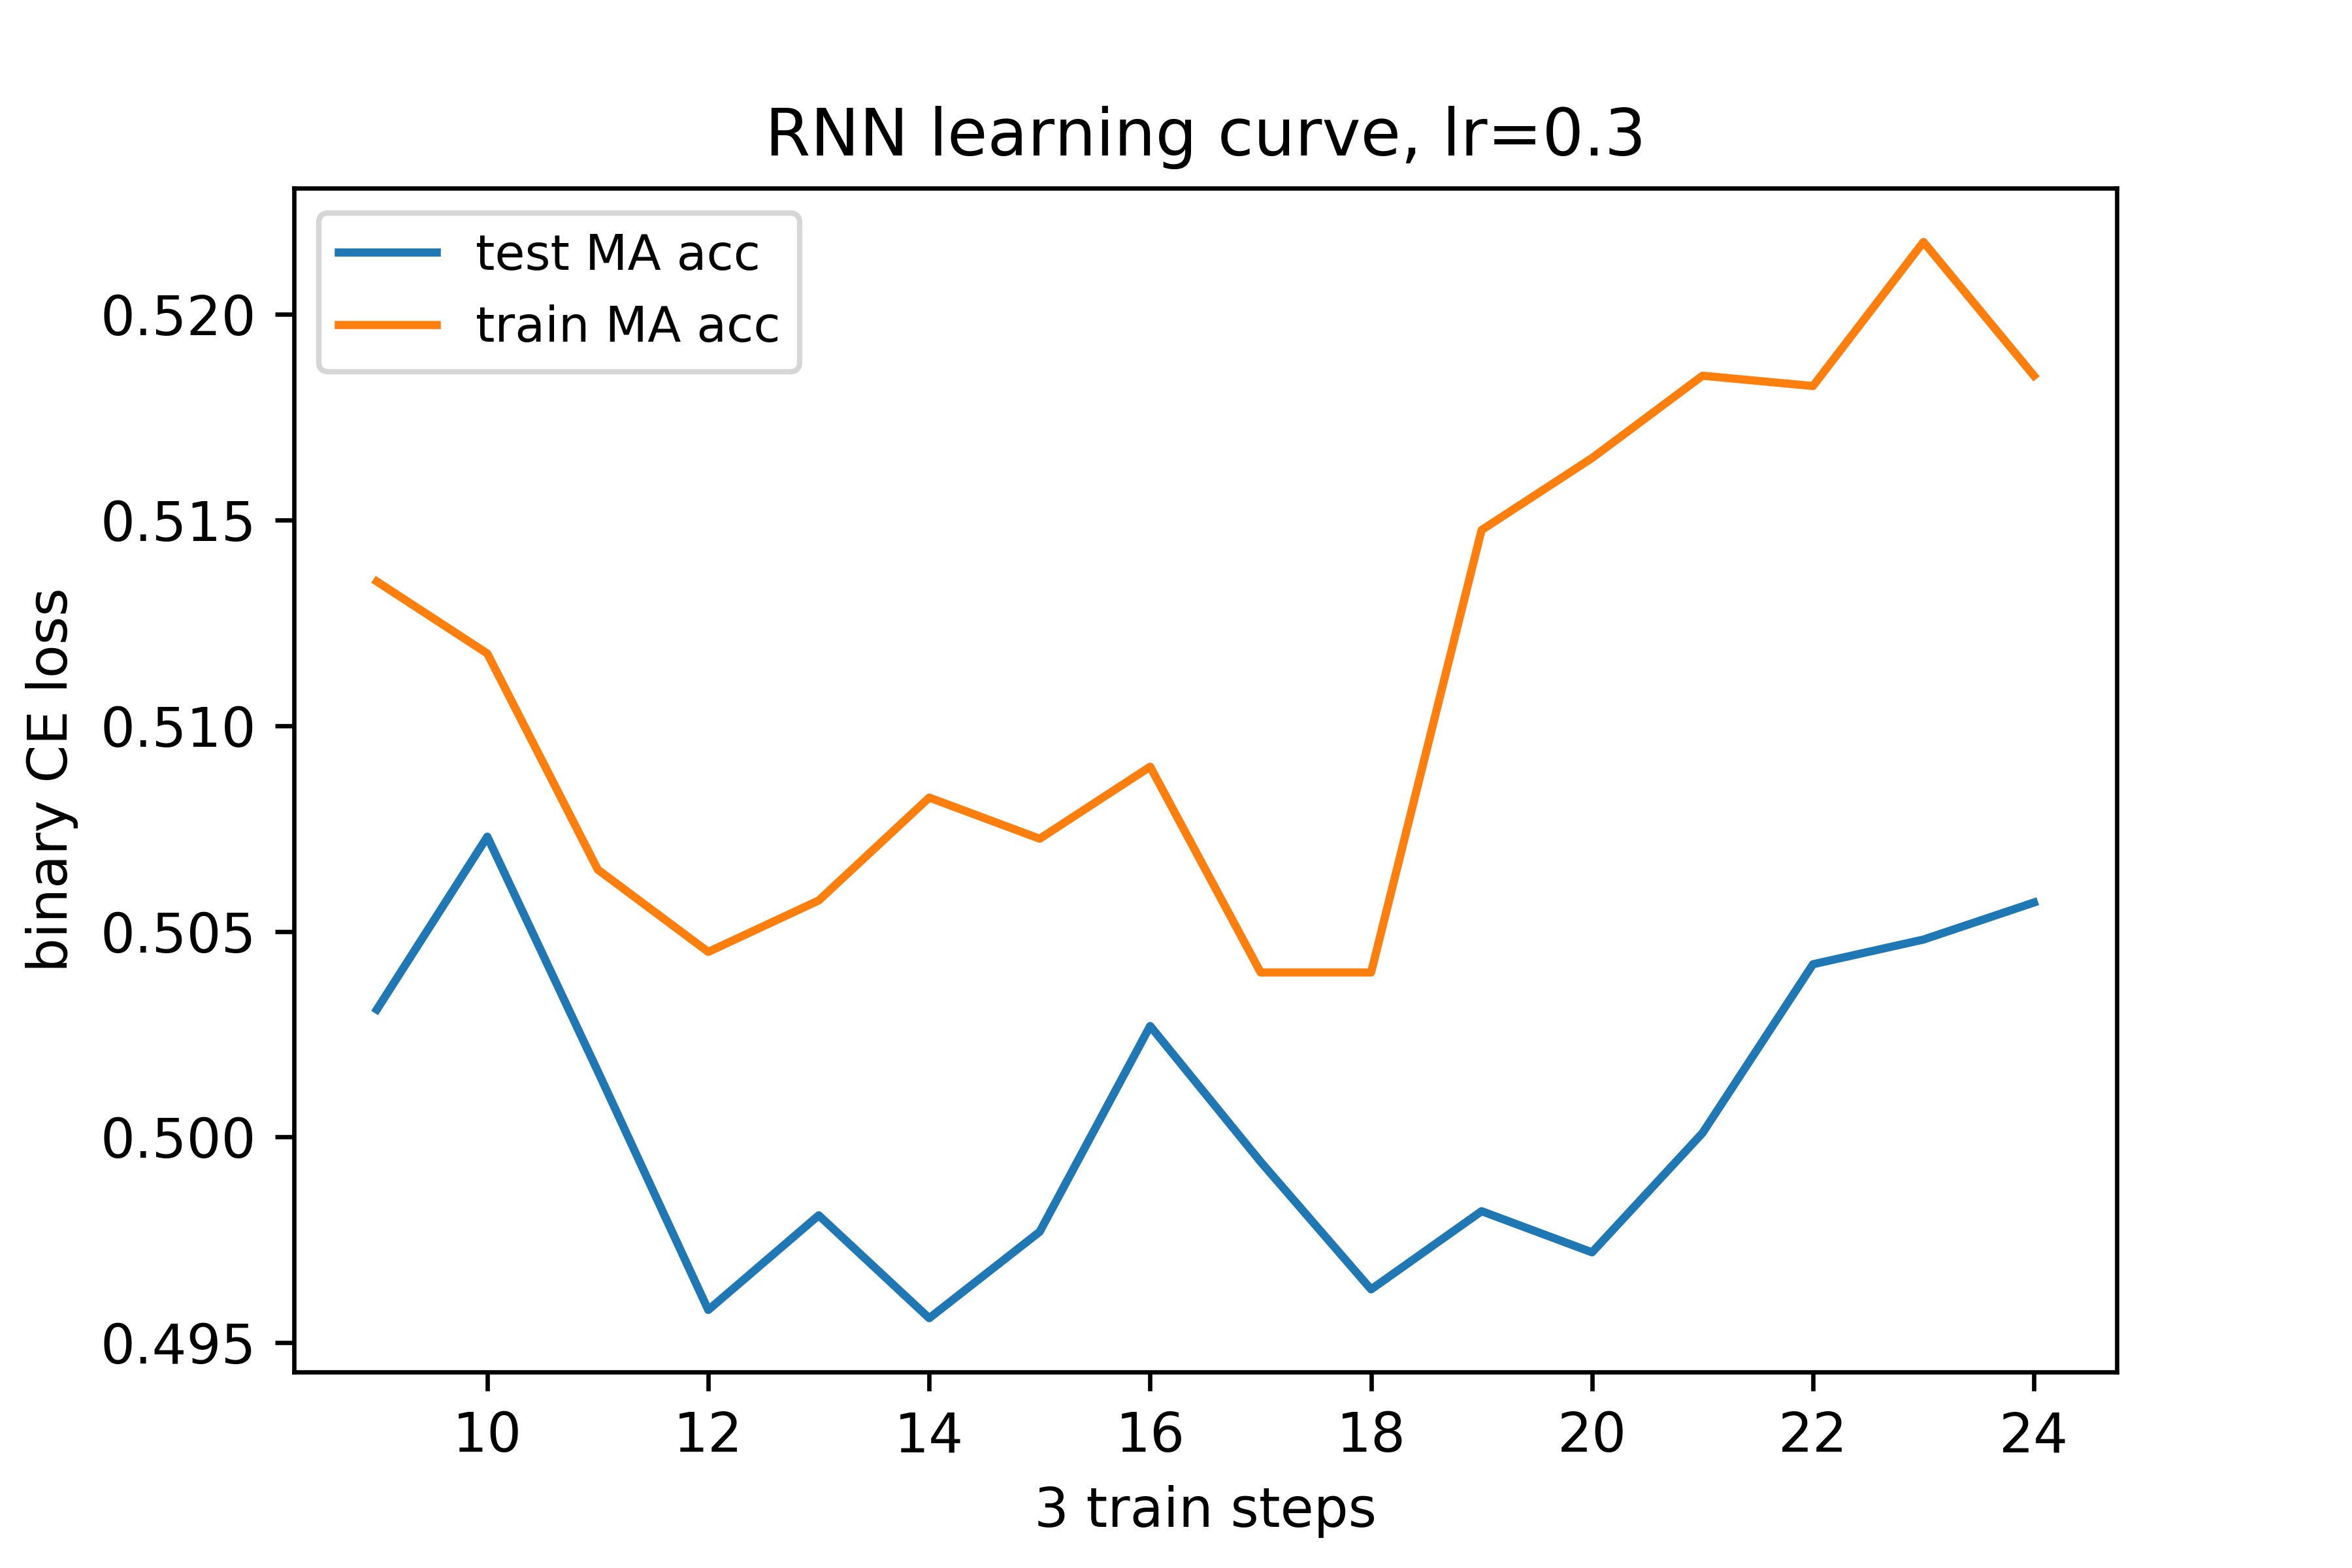 RNN learning curve, lr=0.3
test MA acc
train MA acc
0.520
0.515
0.510
0.505
0.500
0.495
binary CE loss
10 12 14 16 18 20 22 24
3 train steps